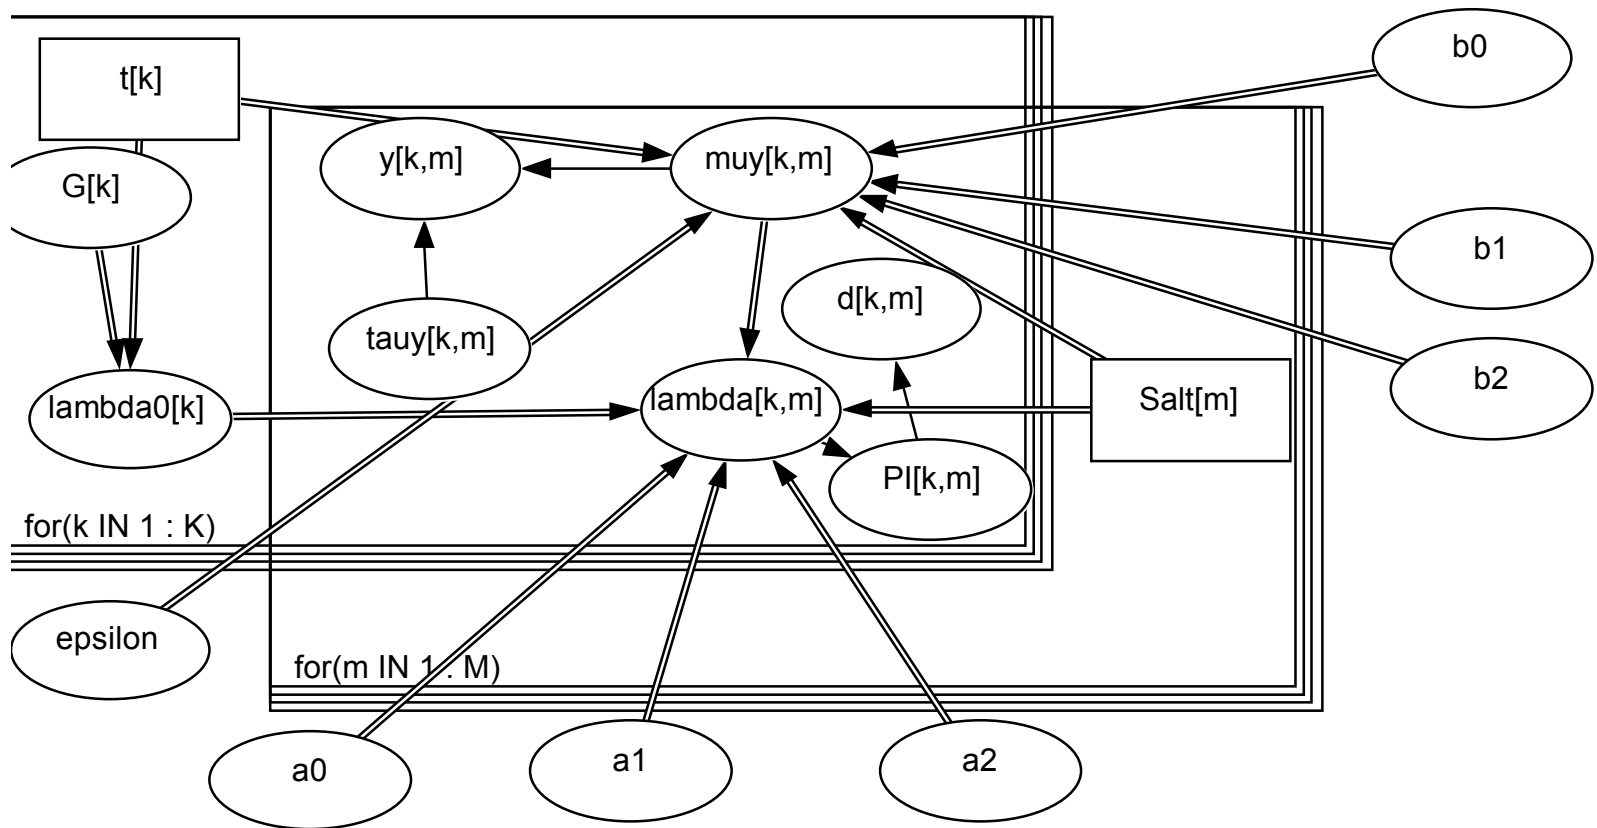 b0
t[k]
y[k,m]
muy[k,m]
G[k]
b1
d[k,m]
tauy[k,m]
b2
lambda0[k]
lambda[k,m]
Salt[m]
PI[k,m]
for(k IN 1 : K)
epsilon
for(m IN 1 : M)
a0
a1
a2